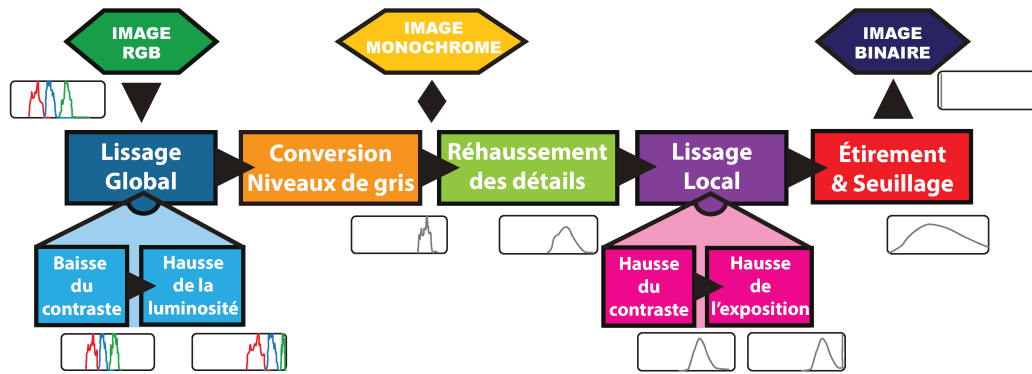 IMAGE
RGB
IMAGE
MONOCHROME
IMAGE
BINAIRE
Lissage
Global
Conversion
Niveaux de gris
Réhaussement
des détails
Lissage
Local
Étirement
& Seuillage
Baisse
du
contraste
Hausse
de la
luminosité
Hausse
du
contraste
Hausse
de
l'exposition